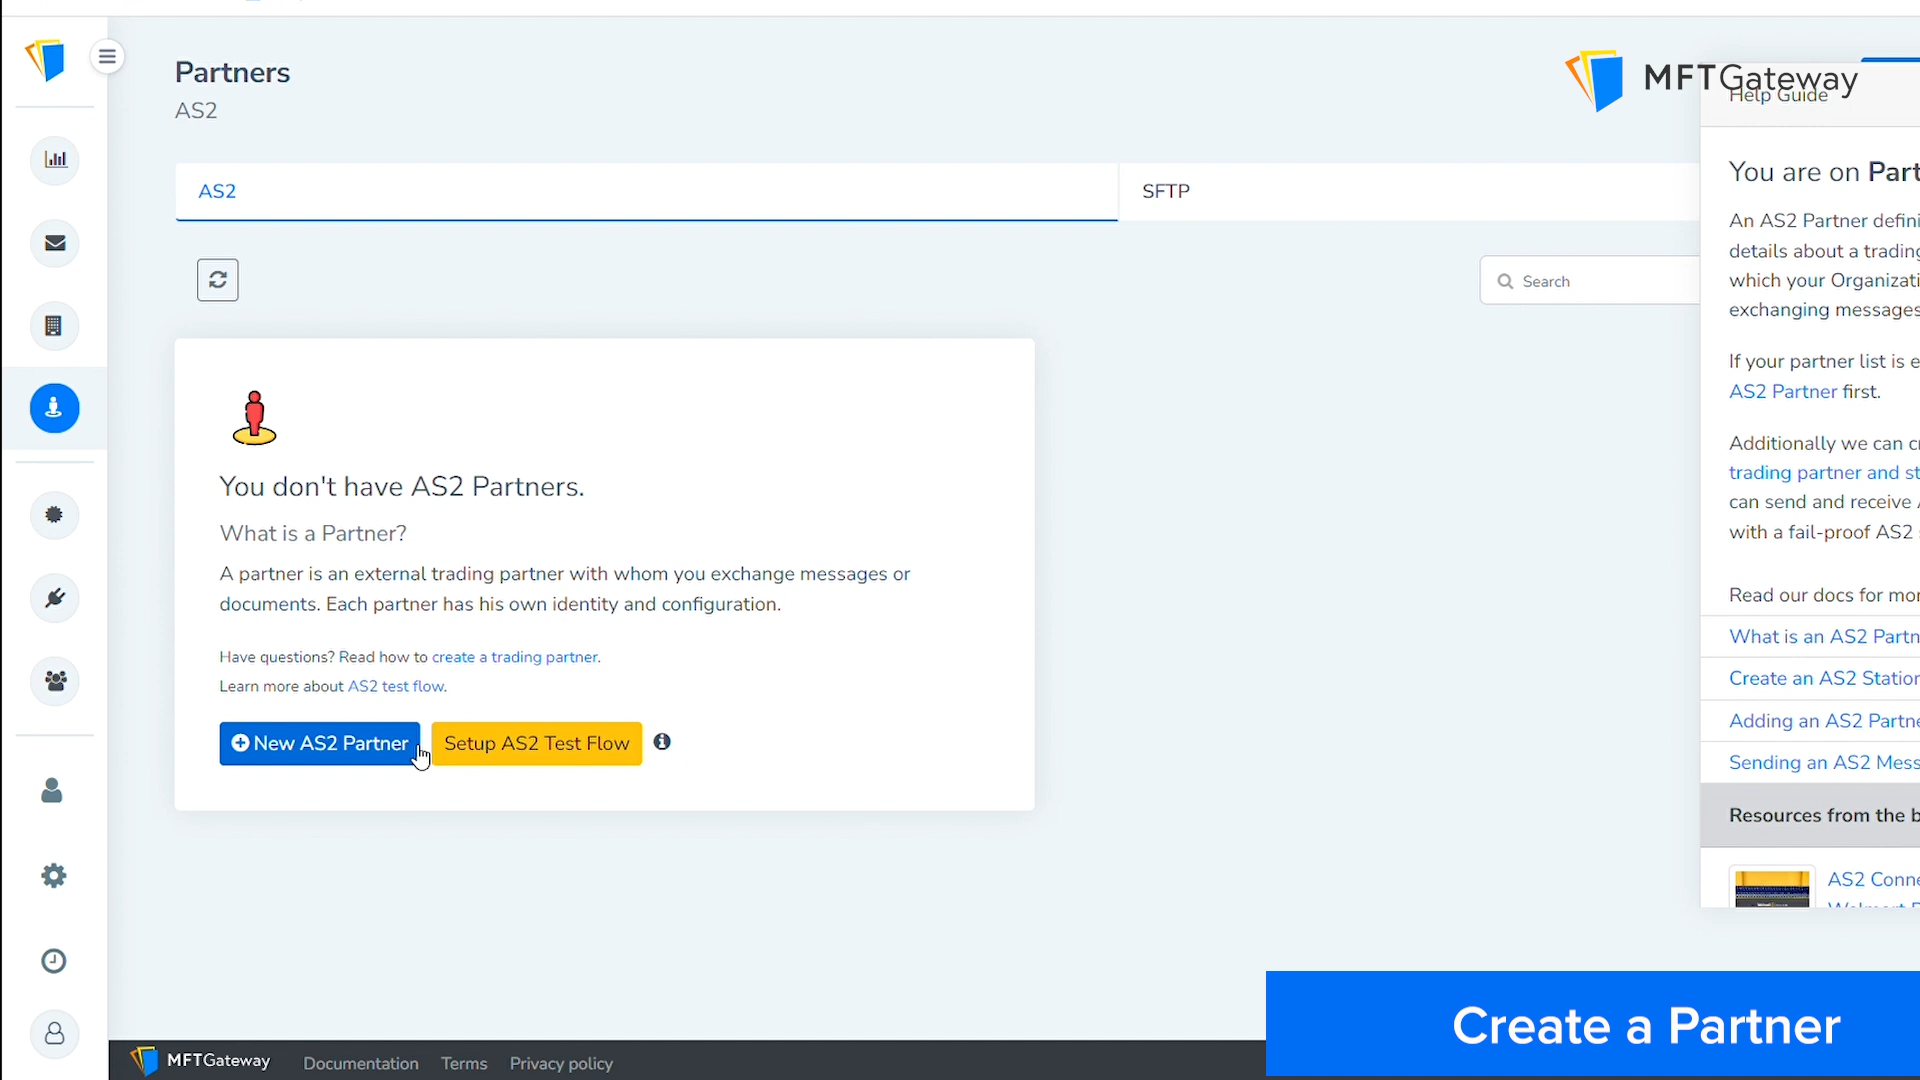 Partners
AS2
MFTGateway
Help Guide
AS2
SFTP
Search
You don't have AS2 Partners.
What is a Partner?
A partner is an external trading partner with whom you exchange messages or
documents. Each partner has his own identity and configuration.
Have questions? Read how to create a trading partner.
Learn more about AS2 test flow.
New AS2 Partner
Setup AS2 Test Flow
You are on Part
An AS2 Partner defini
details about a trading
which your Organizati
exchanging messages
If your partner list is e
AS2 Partner first.
Additionally we can cr
trading partner and st
can send and receive
with a fail-proof AS2
Read our docs for mor
What is an AS2 Partn
Create an AS2 Station
Adding an AS2 Partne
Sending an AS2 Mess
Resources from the b
AS2 Conne
Create a Partner
MFTGateway
Documentation
Terms
Privacy policy